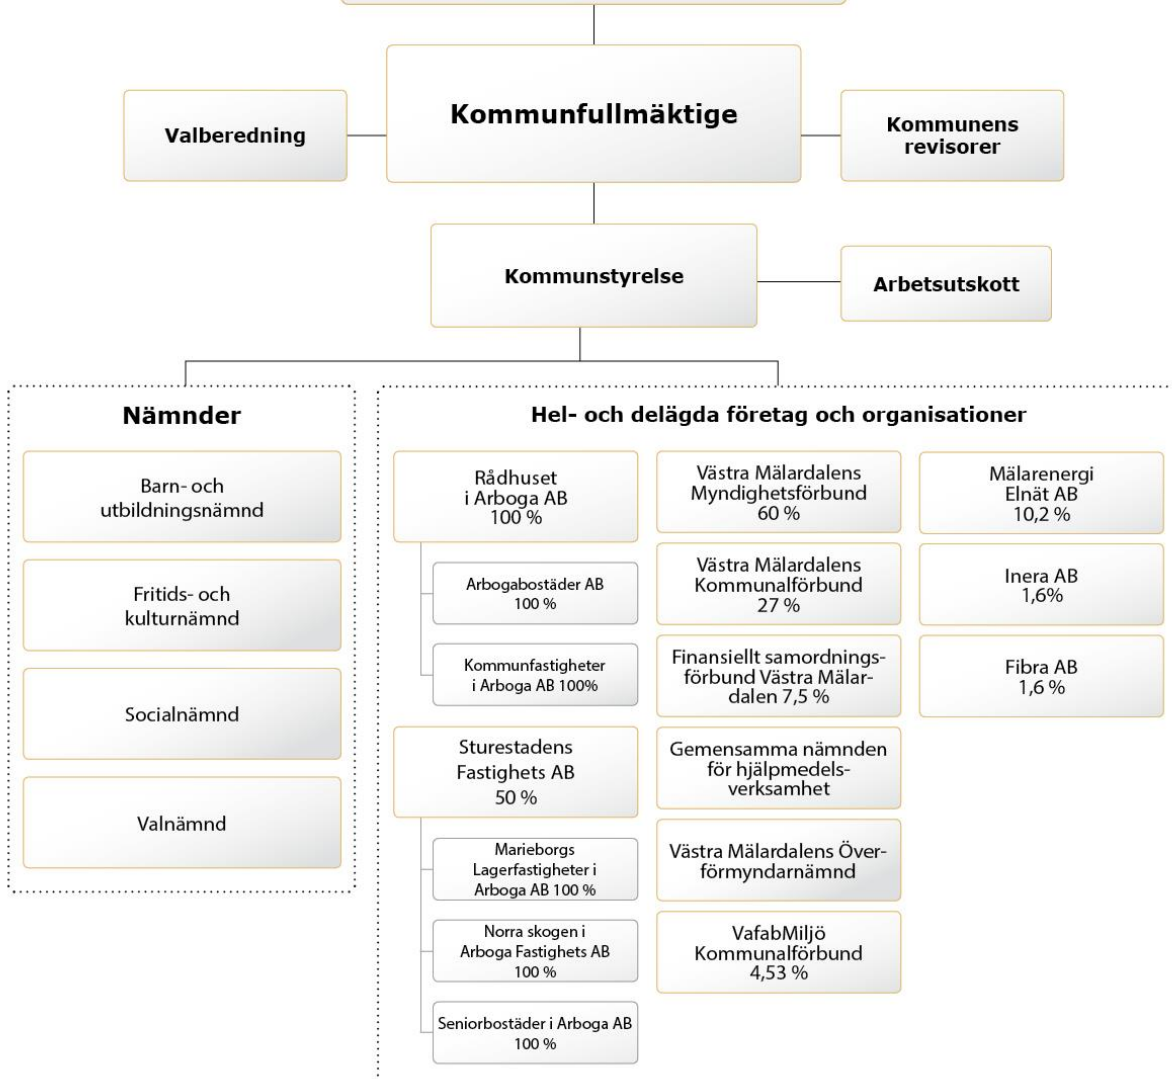 Kommunfullmäktige
Valberedning
Kommunens
revisorer
Kommunstyrelse
Arbetsutskott
Nämnder
Barn- och
utbildningsnämnd
Fritids- och
kulturnämnd
Socialnämnd
Valnämnd
Hel- och delägda företag och organisationer
Rådhuset
i Arboga AB
100 %
Arbogabostäder AB
100 %
Kommunfastigheter
i Arboga AB 100%
Sturestadens
Fastighets AB
50 %
Marieborgs
Lagerfastigheter i
Arboga AB 100 %
Norra skogen i
Arboga Fastighets AB
100 %
Seniorbostäder i Arboga AB
100 %
Västra Mälardalens
Myndighetsförbund
60 %
Västra Mälardalens
Kommunalförbund
27 %
Finansiellt samordnings-
förbund Västra Mälar-
dalen 7,5 %
Gemensamma nämnden
för hjälpmedels-
verksamhet
Västra Mälardalens Över-
förmyndarnämnd
VafabMiljö
Kommunalförbund
4,53 %
Mälarenergi
Elnät AB
10,2 %
Inera AB
1,6%
Fibra AB
1,6 %